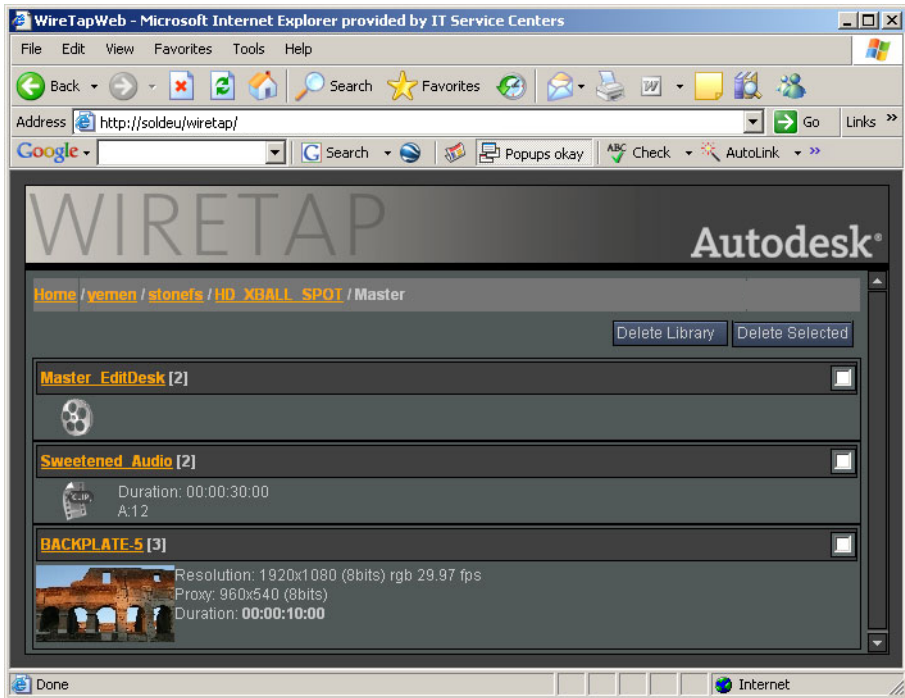 WireTapWeb - Microsoft Internet Explorer provided by IT Service Centers
File Edit View Favorites Tools Help
Back Search Favorites
Address http://soldeu/wiretap/ Go Links »
Google Search Popups okay ABC Check AutoLink »
WIRETAP
Autodesk®
Home / yemen / stonefs / HD_XBALL_SPOT / Master
Delete Library Delete Selected
Master_EditDesk [2]
Sweetened_Audio [2]
CLIP
Duration: 00:00:30:00
A:12
BACKPLATE-5 [3]
Resolution: 1920x1080 (8bits) rgb 29.97 fps
Proxy: 960x540 (8bits)
Duration: 00:00:10:00
Done Internet